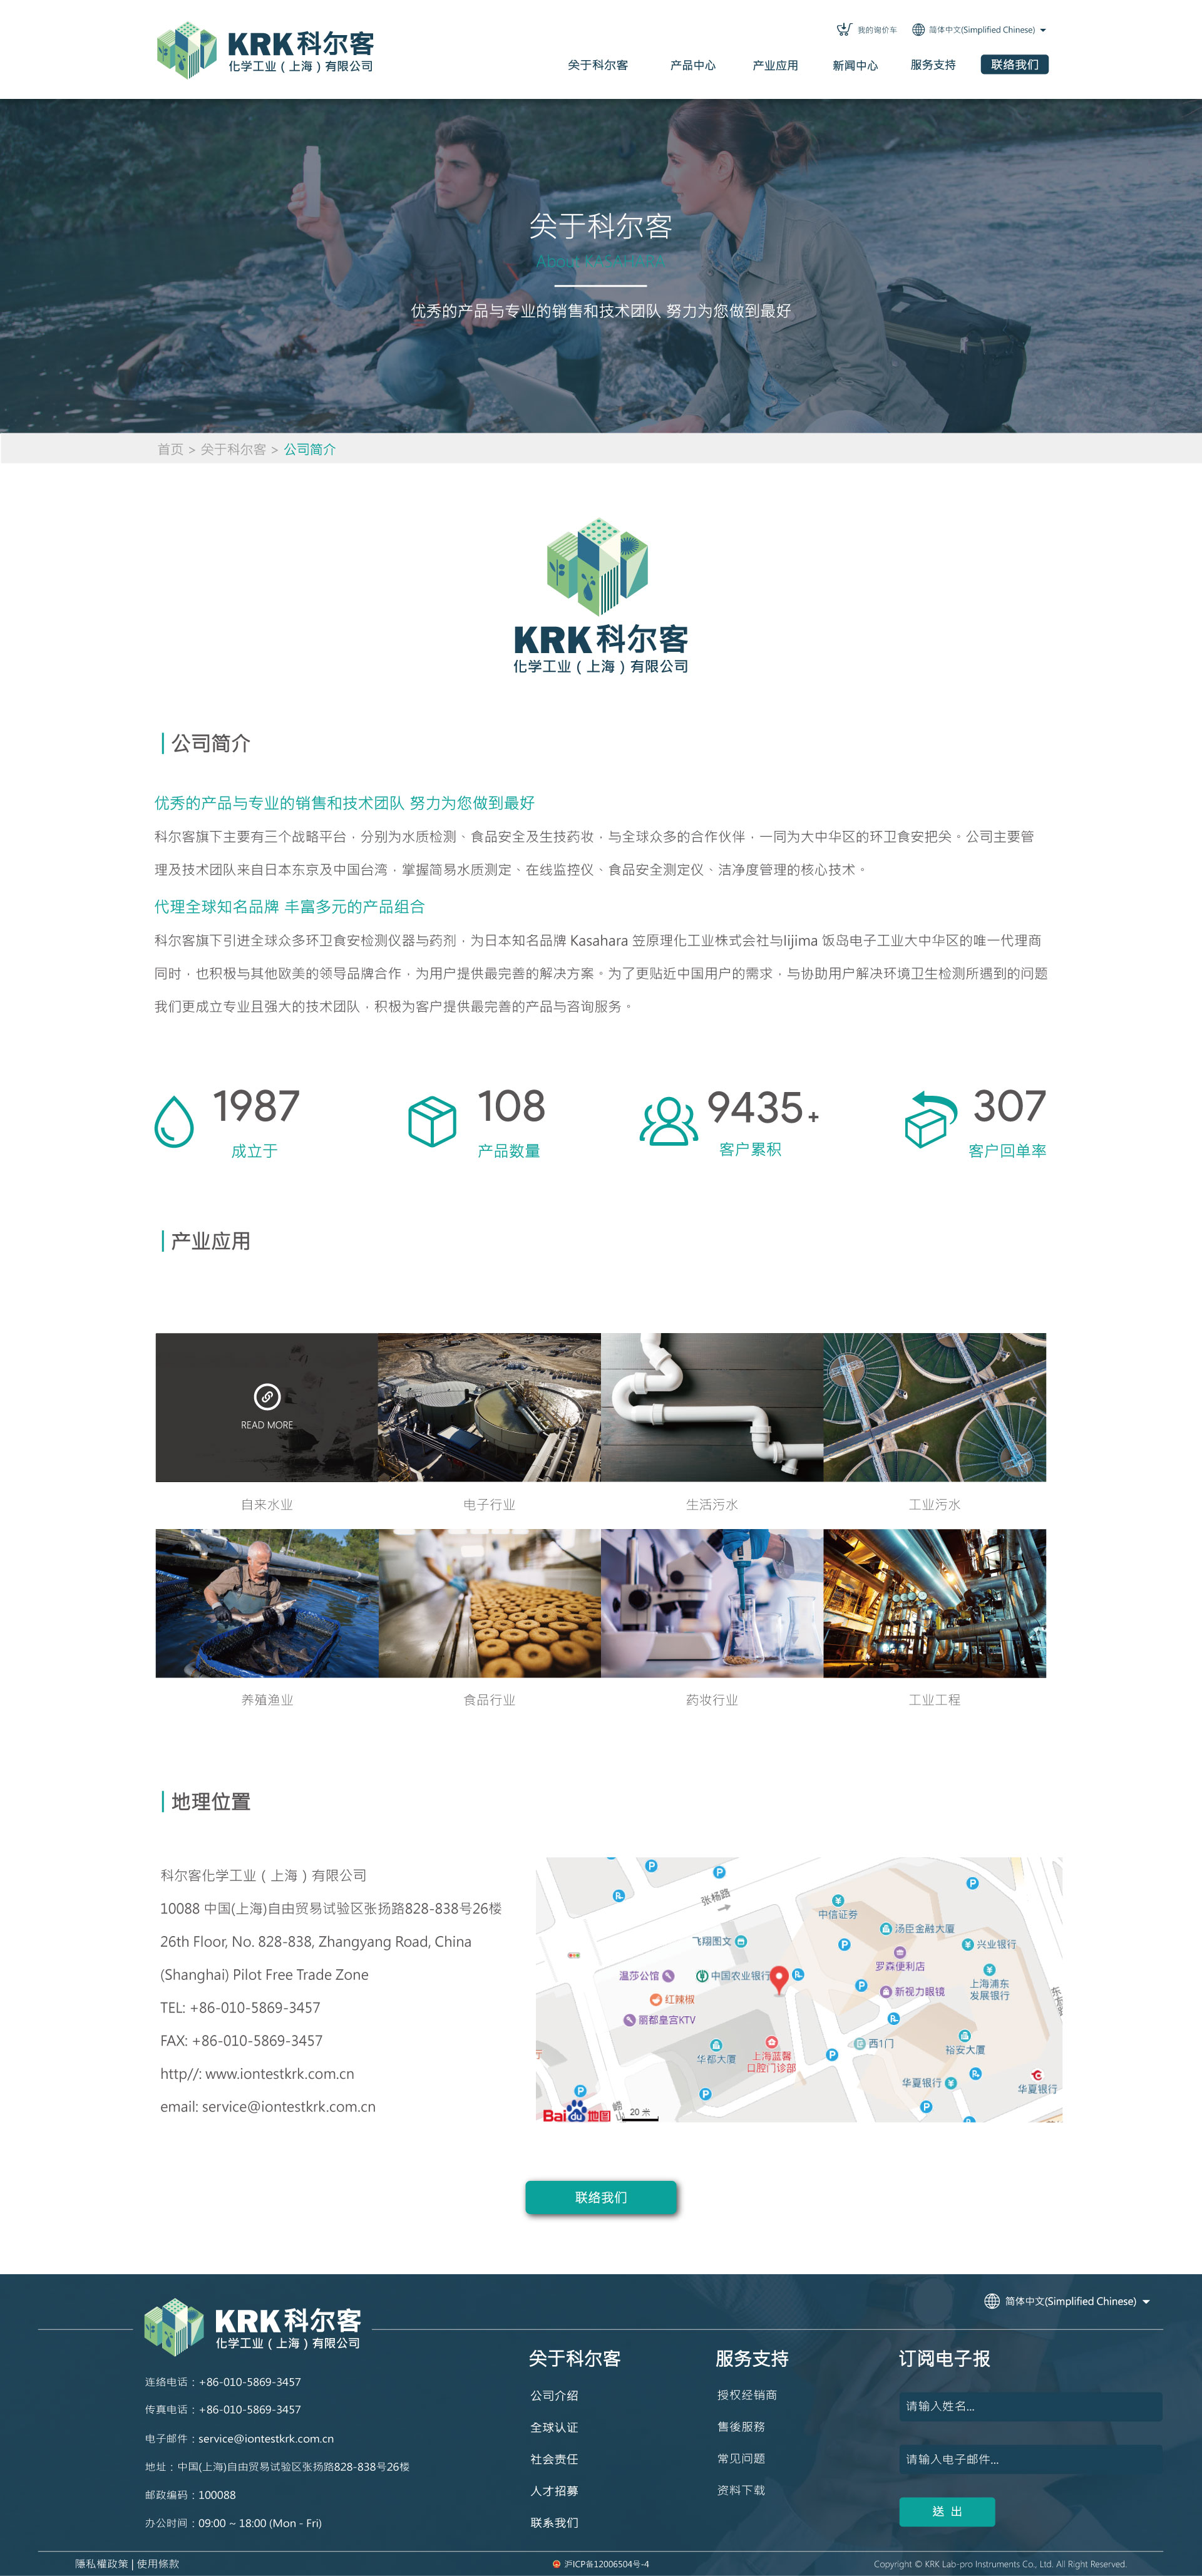 KRK科尔客
化学工业（上海）有限公司
我的询价车
简体中文(Simplified Chinese)
关于科尔客
产品中心
产业应用
新闻中心
服务支持
联络我们
关于科尔客
About KASAHARA
优秀的产品与专业的销售和技术团队 努力为您做到最好
首页 > 关于科尔客 > 公司简介
KRK科尔客
化学工业（上海）有限公司
公司简介
优秀的产品与专业的销售和技术团队 努力为您做到最好
科尔客旗下主要有三个战略平台，分别为水质检测、食品安全及生技药妆，与全球众多的合作伙伴，一同为大中华区的环卫食安把关。公司主要管
理及技术团队来自日本东京及中国台湾，掌握简易水质测定、在线监控仪、食品安全测定仪、洁净度管理的核心技术。
代理全球知名品牌 丰富多元的产品组合
科尔客旗下引进全球众多环卫食安检测仪器与药剂，为日本知名品牌 Kasahara 笠原理化工业株式会社与Iijima 饭岛电子工业大中华区的唯一代理商
同时，也积极与其他欧美的领导品牌合作，为用户提供最完善的解决方案。为了更贴近中国用户的需求，与协助用户解决环境卫生检测所遇到的问题
我们更成立专业且强大的技术团队，积极为客户提供最完善的产品与咨询服务。
1987
成立于
108
产品数量
9435+
客户累积
307
客户回单率
产业应用
READ MORE
自来水业
电子行业
生活污水
工业污水
养殖渔业
食品行业
药妆行业
工业工程
地理位置
科尔客化学工业（上海）有限公司
10088 中国(上海)自由贸易试验区张扬路828-838号26楼
26th Floor, No. 828-838, Zhangyang Road, China
(Shanghai) Pilot Free Trade Zone
TEL: +86-010-5869-3457
FAX: +86-010-5869-3457
http//: www.iontestkrk.com.cn
email: service@iontestkrk.com.cn
张杨路
中信证券
汤臣金融大厦
飞翔图文
兴业银行
罗森便利店
温莎公馆
中国农业银行
上海浦东
发展银行
新视力眼镜
红辣椒
丽都皇宫KTV
西1门
裕安大厦
华都大厦
上海蓝馨
口腔门诊部
华夏银行
华夏银行
Bai地图
20 米
联络我们
KRK科尔客
化学工业（上海）有限公司
连络电话：+86-010-5869-3457
传真电话：+86-010-5869-3457
电子邮件：service@iontestkrk.com.cn
地址：中国(上海)自由贸易试验区张扬路828-838号26楼
邮政编码：100088
办公时间：09:00 ~ 18:00 (Mon - Fri)
关于科尔客
公司介绍
全球认证
社会责任
人才招募
联系我们
服务支持
授权经销商
售後服務
常见问题
资料下载
简体中文(Simplified Chinese)
订阅电子报
请输入姓名...
请输入电子邮件...
送 出
隱私權政策 | 使用條款
沪ICP备12006504号-4
Copyright © KRK Lab-pro Instruments Co., Ltd. All Right Reserved.